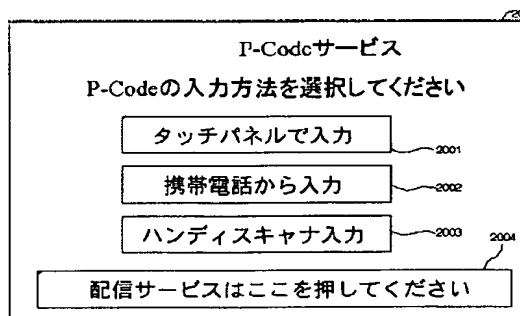 P-Codeサービス
P-Codeの入力方法を選択してください
タッチパネルで入力
2001
携帯電話から入力
2002
ハンディスキャナ入力
2003
2004
配信サービスはここを押してください